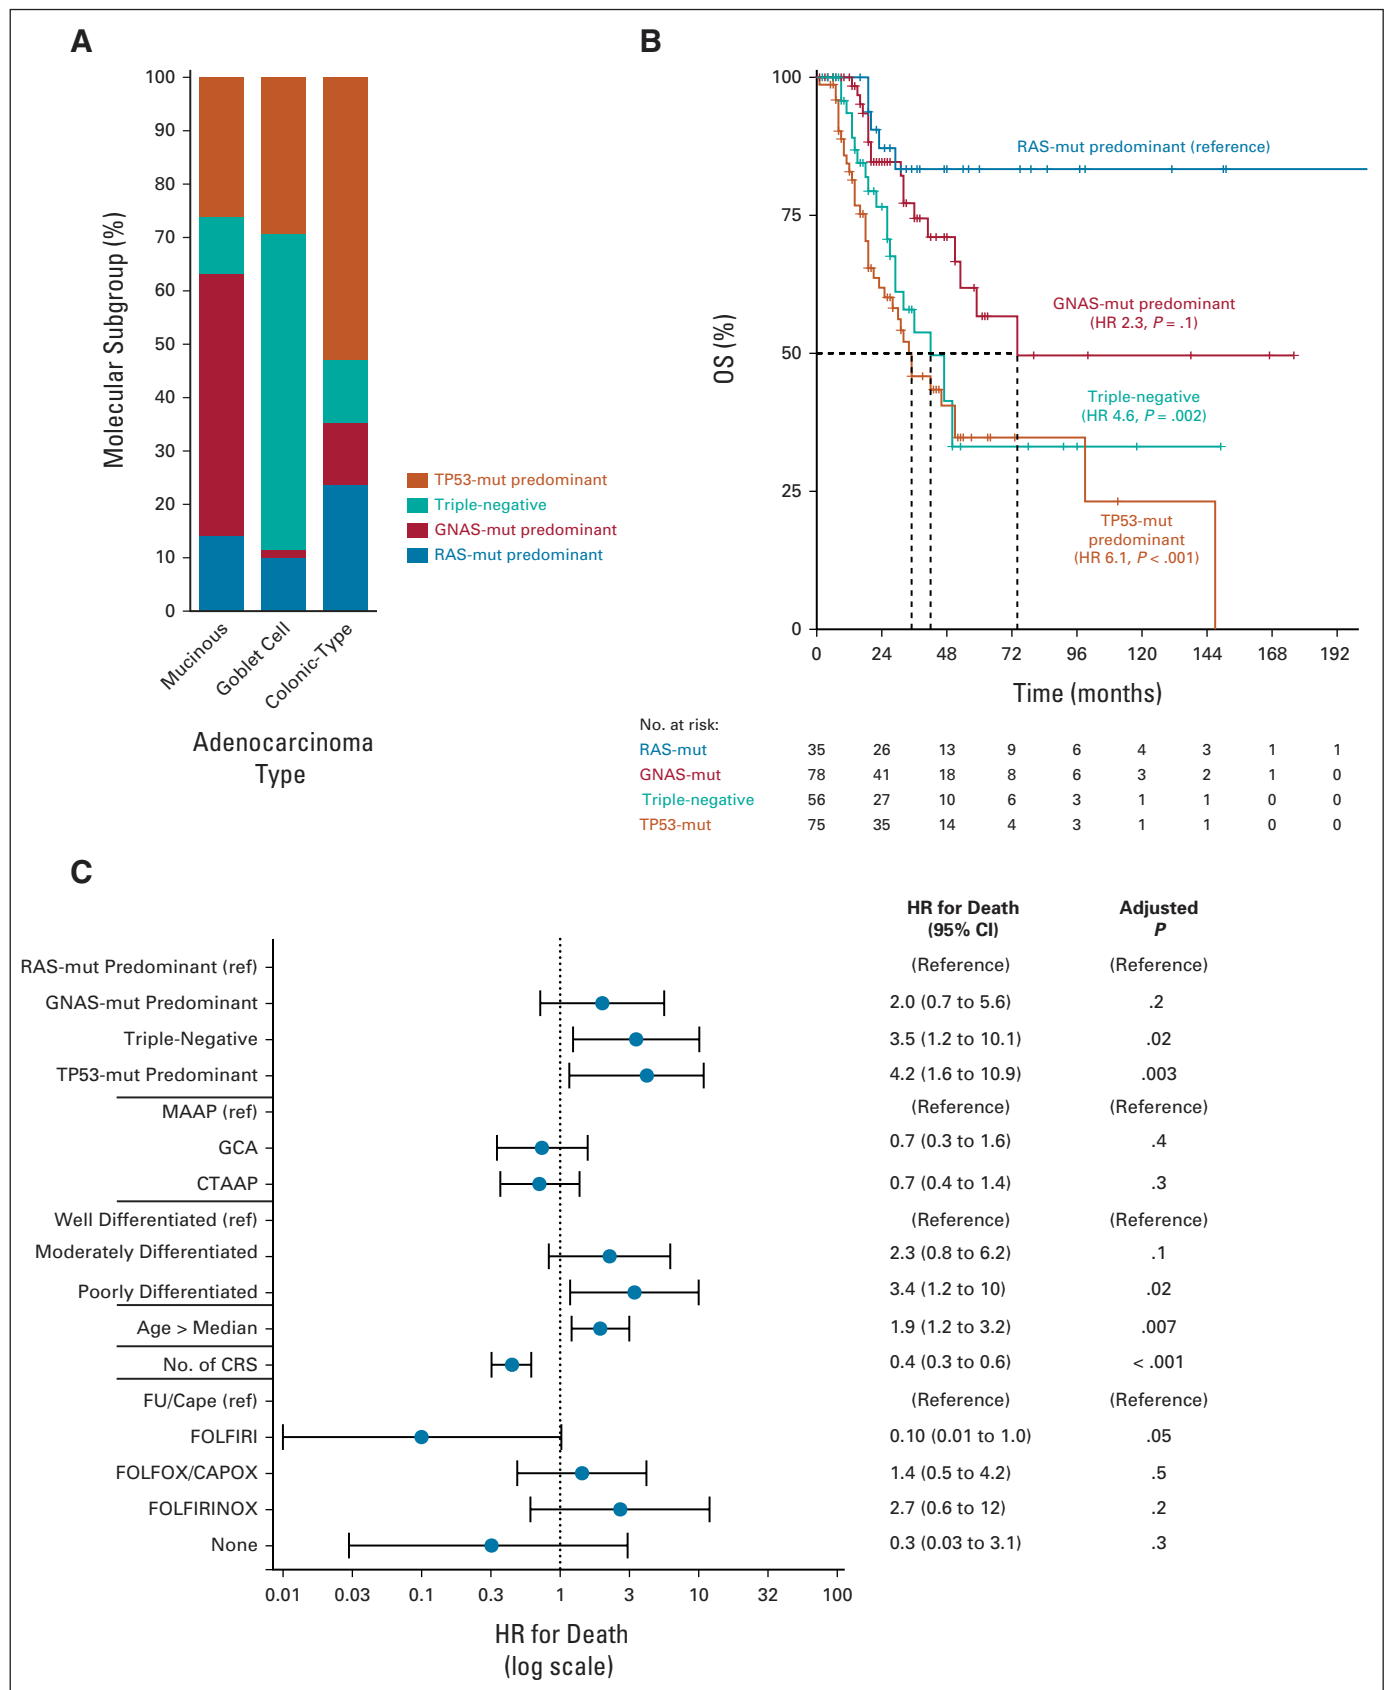 A
100
90
80
70
60
50
40
30
20
10
0
Molecular Subgroup (%)
Mucinous
Goblet Cell
Colonic-Type
Adenocarcinoma
Type
TP53-mut predominant
Triple-negative
GNAS-mut predominant
RAS-mut predominant
B
100
75
50
25
0
OS (%)
RAS-mut predominant (reference)
GNAS-mut predominant
(HR 2.3, P = .1)
Triple-negative
(HR 4.6, P = .002)
TP53-mut
predominant
(HR 6.1, P < .001)
0 24 48 72 96 120 144 168 192
Time (months)
No. at risk:
RAS-mut 35 26 13 9 6 4 3 1 1
GNAS-mut 78 41 18 8 6 3 2 1 0
Triple-negative 56 27 10 6 3 1 1 0 0
TP53-mut 75 35 14 4 3 1 1 0 0
C
HR for Death Adjusted
(95% CI) P
RAS-mut Predominant (ref) (Reference) (Reference)
GNAS-mut Predominant 2.0 (0.7 to 5.6) .2
Triple-Negative 3.5 (1.2 to 10.1) .02
TP53-mut Predominant 4.2 (1.6 to 10.9) .003
MAAP (ref) (Reference) (Reference)
GCA 0.7 (0.3 to 1.6) .4
CTAAP 0.7 (0.4 to 1.4) .3
Well Differentiated (ref) (Reference) (Reference)
Moderately Differentiated 2.3 (0.8 to 6.2) .1
Poorly Differentiated 3.4 (1.2 to 10) .02
Age > Median 1.9 (1.2 to 3.2) .007
No. of CRS 0.4 (0.3 to 0.6) < .001
FU/Cape (ref) (Reference) (Reference)
FOLFIRI 0.10 (0.01 to 1.0) .05
FOLFOX/CAPOX 1.4 (0.5 to 4.2) .5
FOLFIRINOX 2.7 (0.6 to 12) .2
None 0.3 (0.03 to 3.1) .3
0.01 0.03 0.1 0.3 1 3 10 32 100
HR for Death
(log scale)